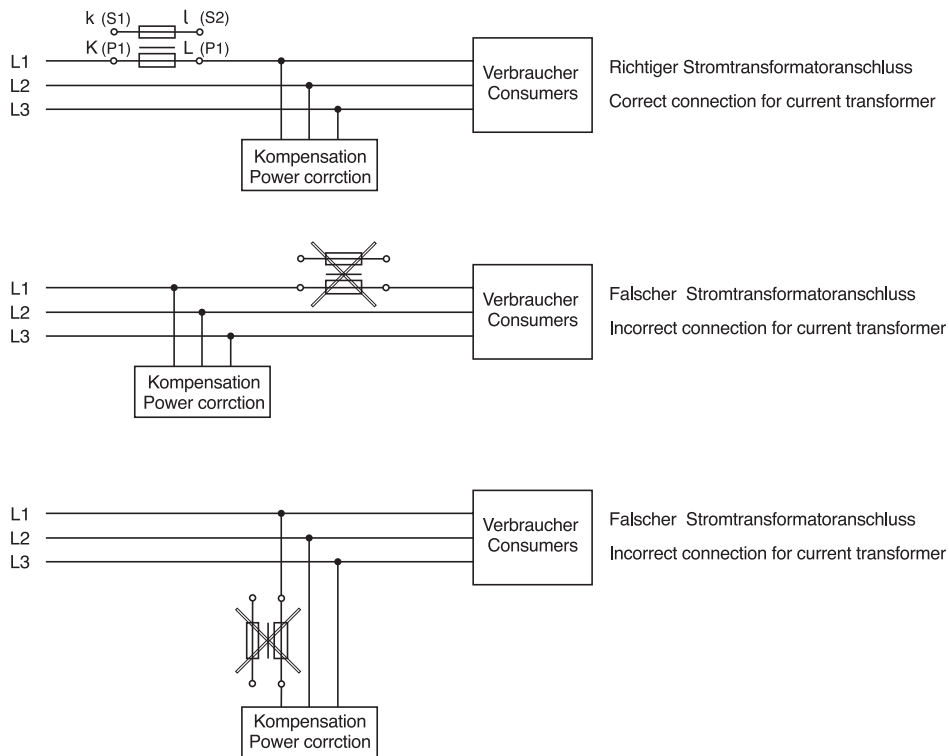 k (S1) l (S2)
K (P1) L (P1)
L1
L2
L3
Verbraucher
Consumers
Richtiger Stromtransformatoranschluss
Correct connection for current transformer
Kompensation
Power corrction
L1
L2
L3
Verbraucher
Consumers
Falscher Stromtransformatoranschluss
Incorrect connection for current transformer
Kompensation
Power corrction
L1
L2
L3
Verbraucher
Consumers
Falscher Stromtransformatoranschluss
Incorrect connection for current transformer
Kompensation
Power corrction